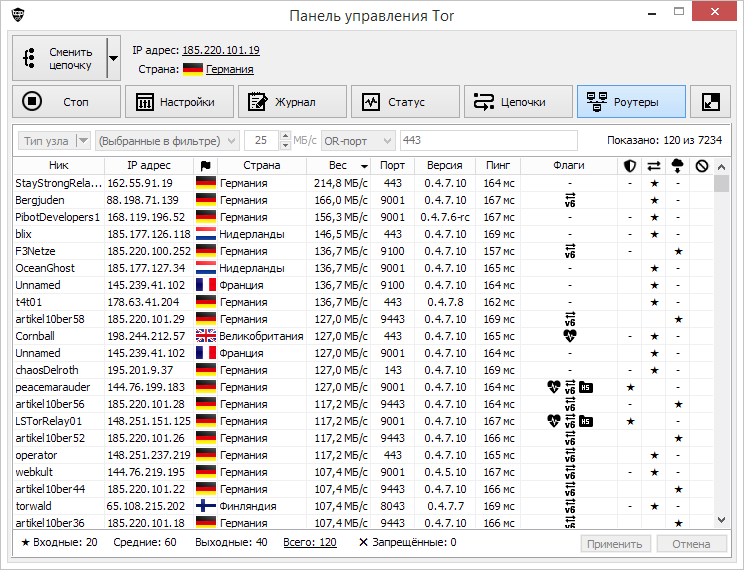 Панель управления Tor
Сменить цепочку
IP адрес: 185.220.101.19
Страна: Германия
Стоп Настройки Журнал Статус Цепочки Роутеры
Тип узла (Выбранные в фильтре) 25 МБ/с OR-порт 443 Показано: 120 из 7234
Ник IP адрес Страна Вес Порт Версия Пинг Флаги
StayStrongRela... 162.55.91.19 Германия 214,8 МБ/с 443 0.4.7.10 164 мс - - ★ -
Bergjuden 88.198.71.139 Германия 166,0 МБ/с 9001 0.4.7.10 167 мс v6 - ★ -
PibotDevelopers1 168.119.196.52 Германия 156,3 МБ/с 9001 0.4.7.6-rc 167 мс - - ★ -
blix 185.177.126.118 Нидерланды 146,5 МБ/с 443 0.4.7.10 169 мс - - ★ -
F3Netze 185.220.100.252 Германия 136,7 МБ/с 9100 0.4.7.10 157 мс v6 - - ★
OceanGhost 185.177.127.34 Нидерланды 136,7 МБ/с 9001 0.4.7.10 165 мс - - ★ -
Unnamed 145.239.41.102 Франция 136,7 МБ/с 9100 0.4.7.10 164 мс - - ★ -
t4t01 178.63.41.204 Германия 136,7 МБ/с 443 0.4.7.8 162 мс - - ★ -
artikel10ber58 185.220.101.29 Германия 127,0 МБ/с 9443 0.4.7.10 169 мс v6 - - ★
Cornball 198.244.212.57 Великобритания 127,0 МБ/с 443 0.4.7.10 165 мс - ★ -
Unnamed 145.239.41.102 Франция 127,0 МБ/с 9001 0.4.7.10 164 мс - - ★ -
chaosDelroth 195.201.9.37 Германия 127,0 МБ/с 143 0.4.7.10 169 мс - - ★ -
peacemarauder 144.76.199.183 Германия 127,0 МБ/с 9001 0.4.7.10 164 мс v6 HS ★ - -
artikel10ber56 185.220.101.28 Германия 117,2 МБ/с 9443 0.4.7.10 164 мс v6 - - ★
LSTorRelay01 148.251.151.125 Германия 117,2 МБ/с 9001 0.4.7.10 167 мс v6 HS ★ - -
artikel10ber52 185.220.101.26 Германия 117,2 МБ/с 9443 0.4.7.10 166 мс v6 - - ★
operator 148.251.237.219 Германия 117,2 МБ/с 443 0.4.7.10 165 мс v6 - ★ -
webkult 144.76.219.195 Германия 107,4 МБ/с 9001 0.4.5.10 167 мс v6 - ★ -
artikel10ber44 185.220.101.22 Германия 107,4 МБ/с 9443 0.4.7.10 166 мс v6 - - ★
torwald 65.108.215.202 Финляндия 107,4 МБ/с 8043 0.4.7.7 169 мс v6 - ★ -
artikel10ber36 185.220.101.18 Германия 107,4 МБ/с 9443 0.4.7.10 166 мс v6 - - ★
★ Входные: 20 Средние: 60 Выходные: 40 Всего: 120 ✕ Запрещённые: 0 Применить Отмена